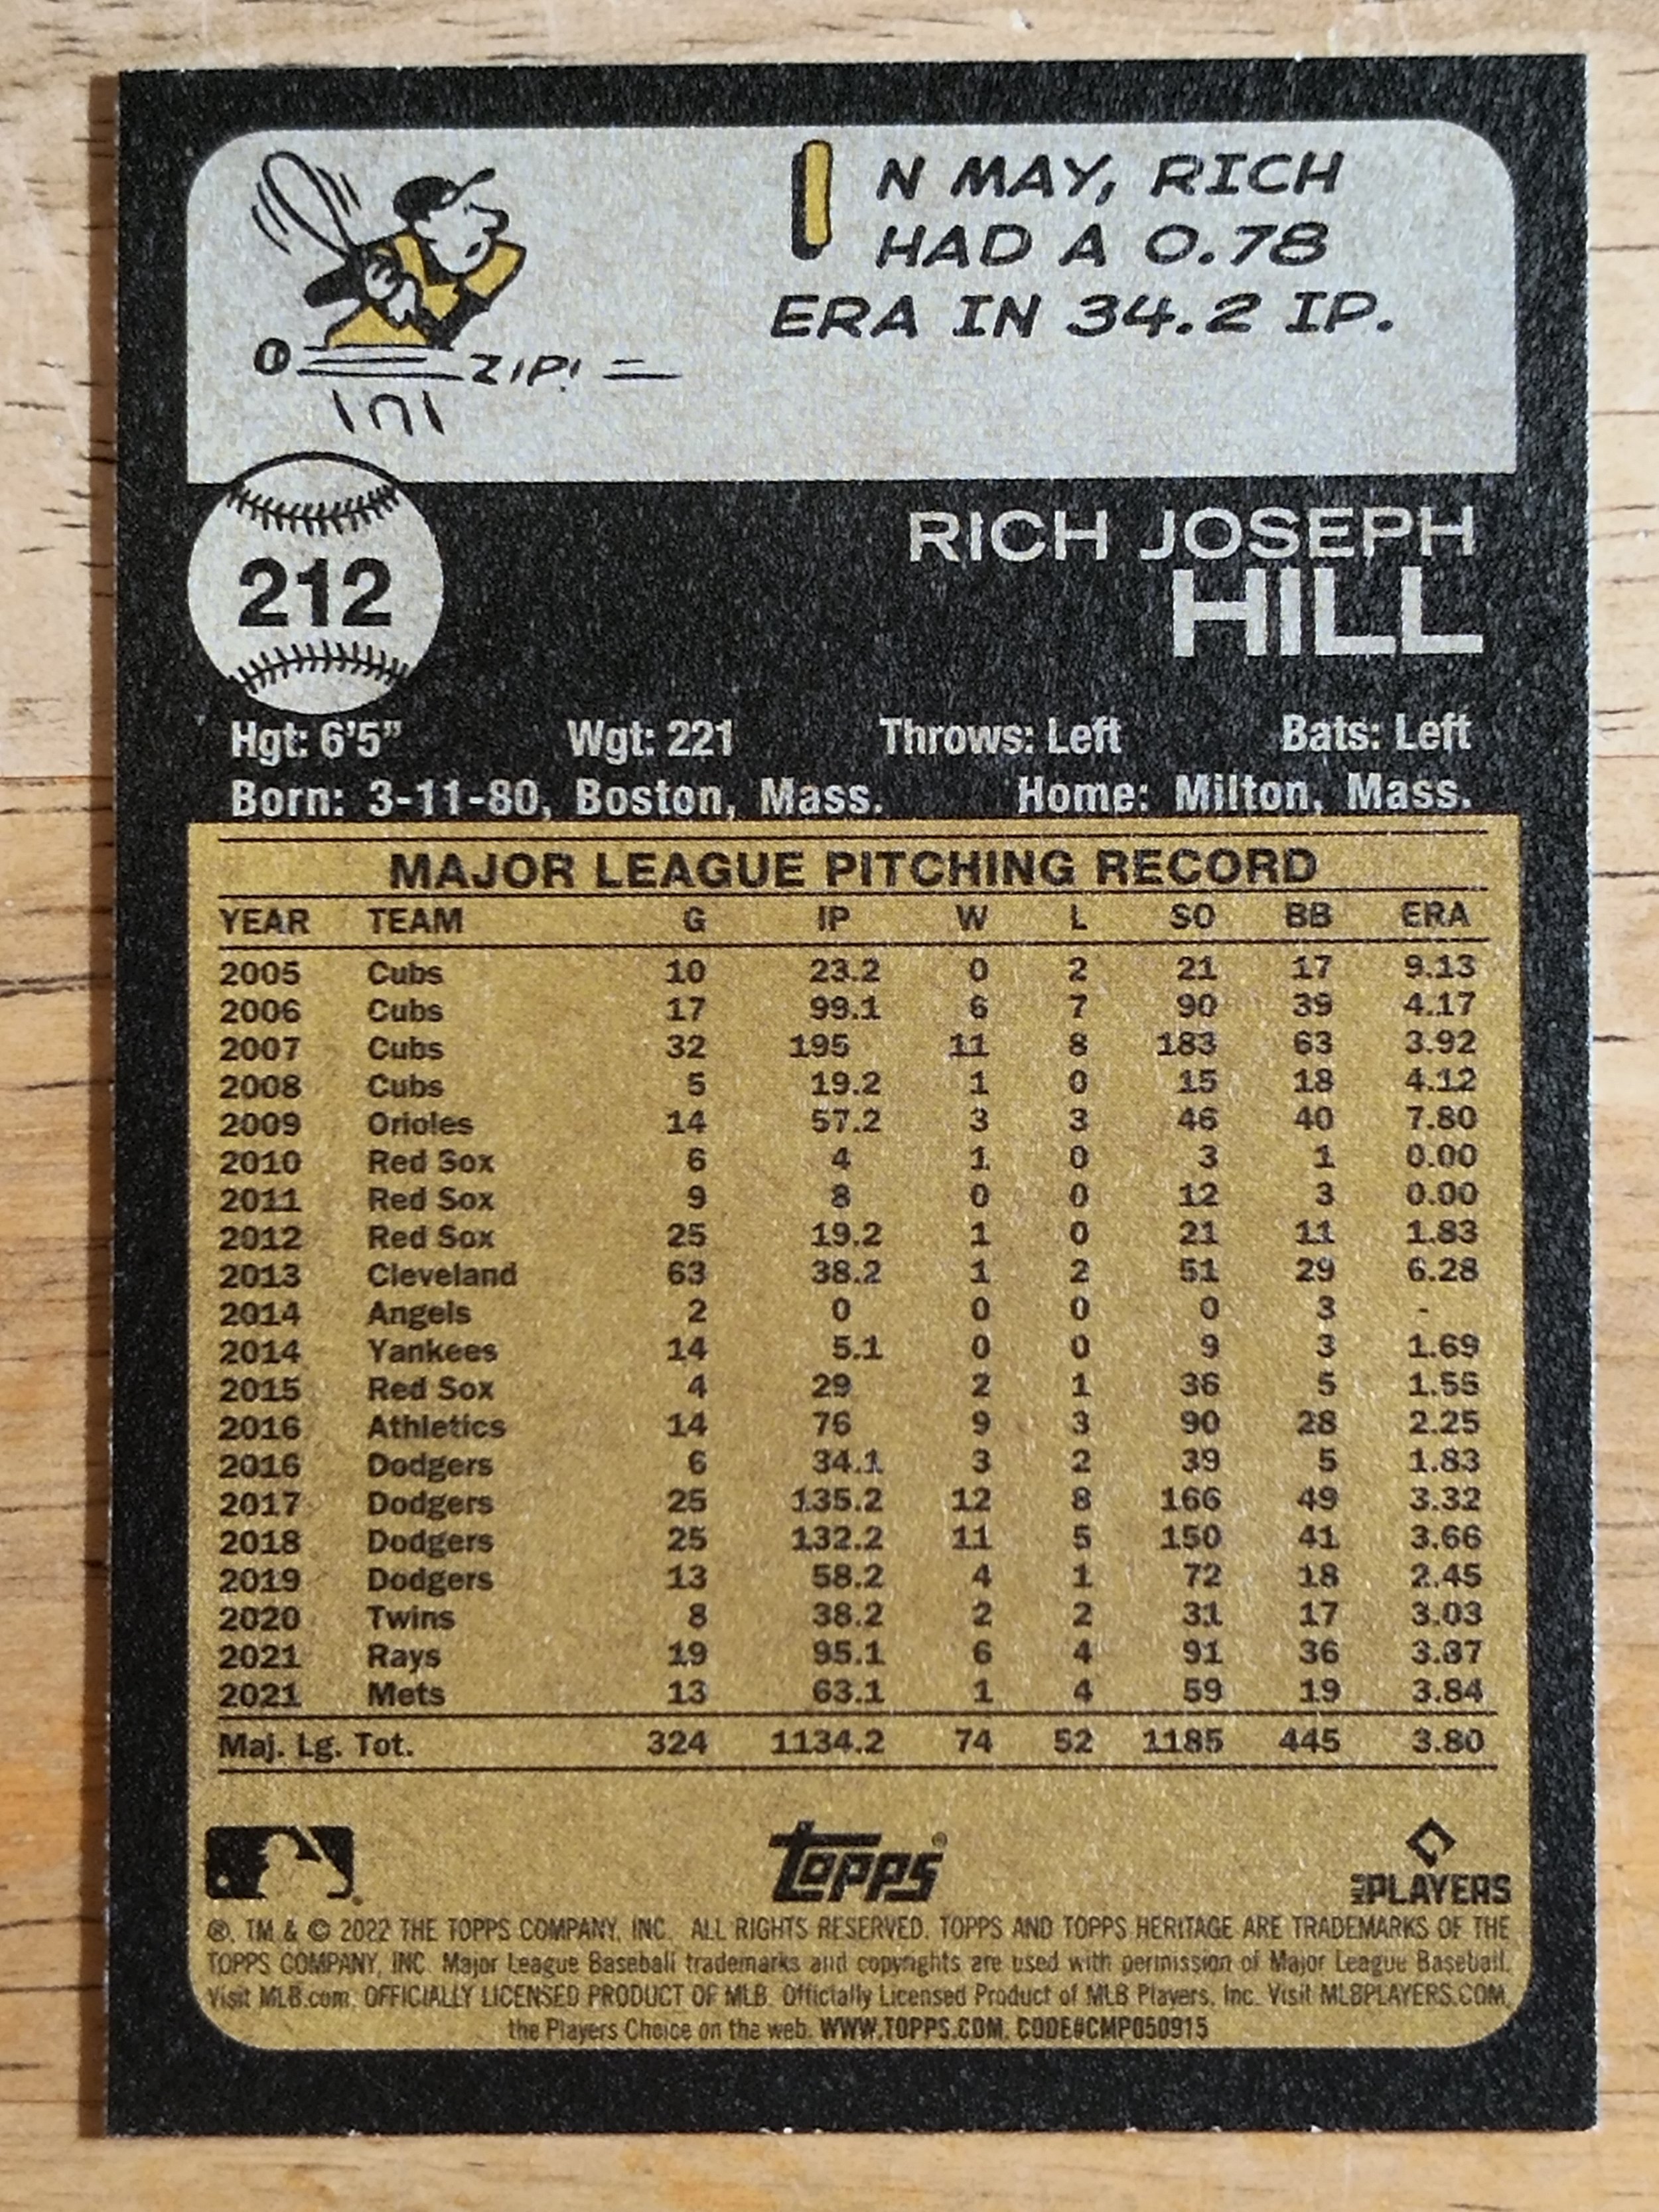 IN MAY, RICH
HAD A 0.78
ERA IN 34.2 IP.
ZIP!
212
RICH JOSEPH
HILL
Hgt: 6'5" Wgt: 221 Throws: Left Bats: Left
Born: 3-11-80, Boston, Mass. Home: Milton, Mass.
MAJOR LEAGUE PITCHING RECORD
YEAR TEAM G IP W L SO BB ERA
2005 Cubs 10 23.2 0 2 21 17 9.13
2006 Cubs 17 99.1 6 7 90 39 4.17
2007 Cubs 32 195 11 8 183 63 3.92
2008 Cubs 5 19.2 1 0 15 18 4.12
2009 Orioles 14 57.2 3 3 46 40 7.80
2010 Red Sox 6 4 1 0 3 1 0.00
2011 Red Sox 9 8 0 0 12 3 0.00
2012 Red Sox 25 19.2 1 0 21 11 1.83
2013 Cleveland 63 38.2 1 2 51 29 6.28
2014 Angels 2 0 0 0 0 3 -
2014 Yankees 14 5.1 0 0 9 3 1.69
2015 Red Sox 4 29 2 1 36 5 1.55
2016 Athletics 14 76 9 3 90 28 2.25
2016 Dodgers 6 34.1 3 2 39 5 1.83
2017 Dodgers 25 135.2 12 8 166 49 3.32
2018 Dodgers 25 132.2 11 5 150 41 3.66
2019 Dodgers 13 58.2 4 1 72 18 2.45
2020 Twins 8 38.2 2 2 31 17 3.03
2021 Rays 19 95.1 6 4 91 36 3.87
2021 Mets 13 63.1 1 4 59 19 3.84
Maj. Lg. Tot. 324 1134.2 74 52 1185 445 3.80
topps® MLB PLAYERS
®, TM & © 2022 THE TOPPS COMPANY, INC. ALL RIGHTS RESERVED. TOPPS AND TOPPS HERITAGE ARE TRADEMARKS OF THE
TOPPS COMPANY, INC. Major League Baseball trademarks and copyrights are used with permission of Major League Baseball.
Visit MLB.com. OFFICIALLY LICENSED PRODUCT OF MLB. Officially Licensed Product of MLB Players, Inc. Visit MLBPLAYERS.COM,
the Players Choice on the web. WWW.TOPPS.COM. CODE#CMP050915